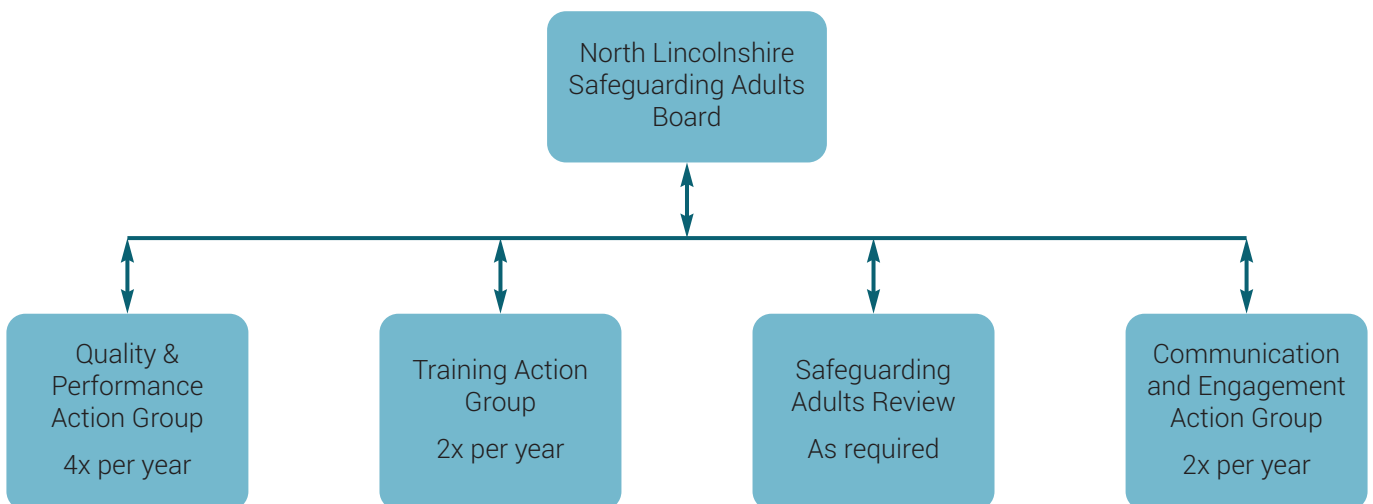 North Lincolnshire
Safeguarding Adults
Board
Quality &
Performance
Action Group
4x per year
Training Action
Group
2x per year
Safeguarding
Adults Review
As required
Communication
and Engagement
Action Group
2x per year